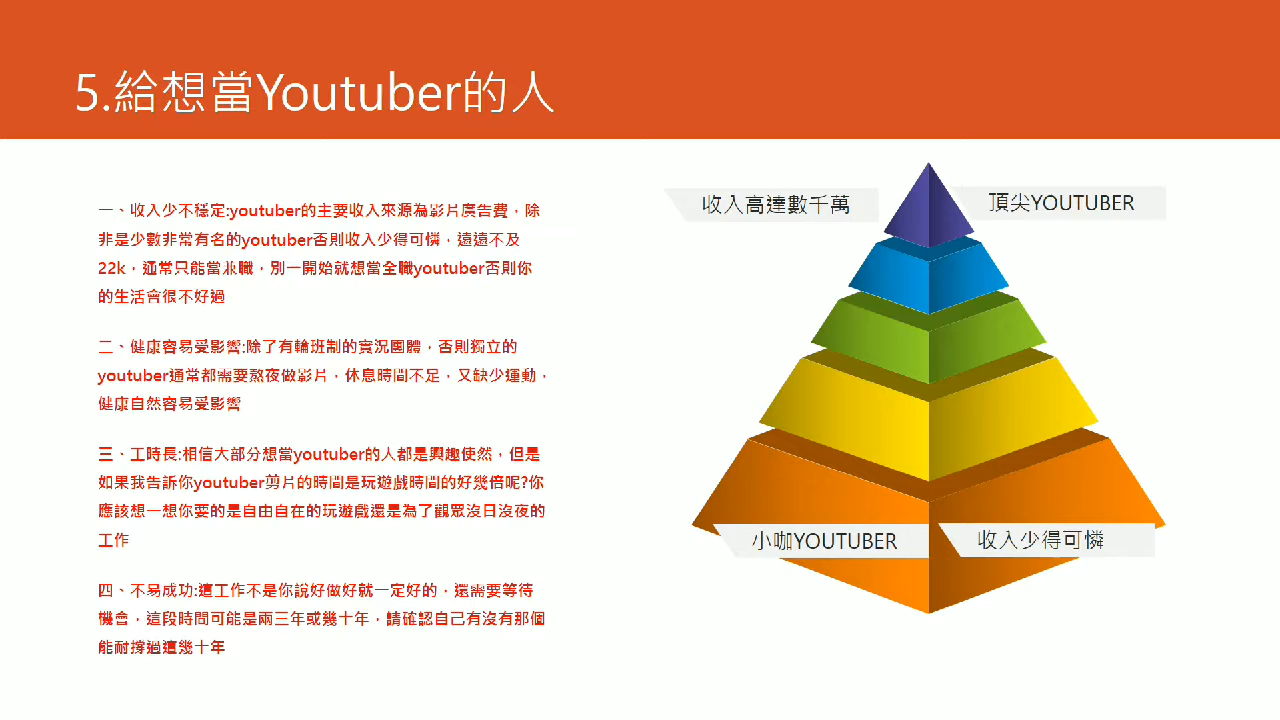 5.給想當Youtuber的人
一、收入少不穩定:youtuber的主要收入來源為影片廣告費，除
非是少數非常有名的youtuber否則收入少得可憐，遠遠不及
22k，通常只能當兼職，別一開始就想當全職youtuber否則你
的生活會很不好過
二、健康容易受影響:除了有輪班制的實況團體，否則獨立的
youtuber通常都需要熬夜做影片，休息時間不足，又缺少運動，
健康自然容易受影響
三、工時長:相信大部分想當youtuber的人都是興趣使然，但是
如果我告訴你youtuber剪片的時間是玩遊戲時間的好幾倍呢?你
應該想一想你要的是自由自在的玩遊戲還是為了觀眾沒日沒夜的
工作
四、不易成功:這工作不是你說好做好就一定好的，還需要等待
機會，這段時間可能是兩三年或幾十年，請確認自己有沒有那個
能耐撐過這幾十年
收入高達數千萬
頂尖YOUTUBER
小咖YOUTUBER
收入少得可憐